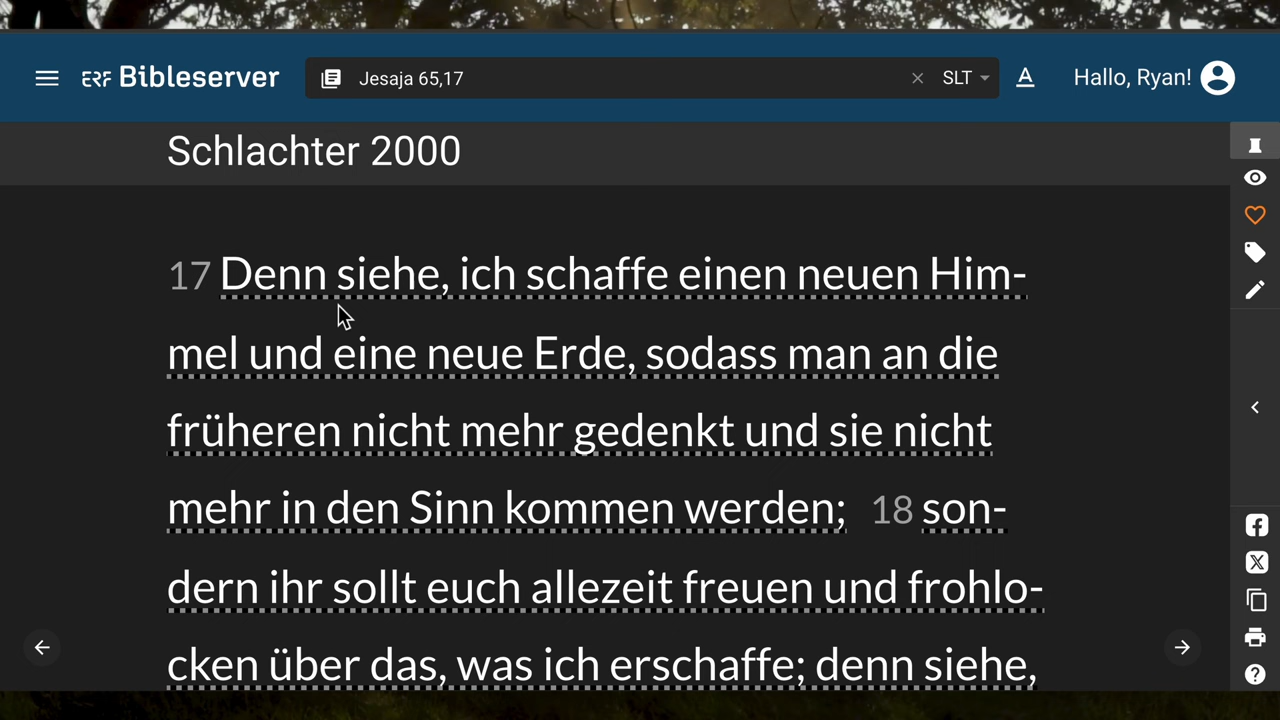 ERF Bibleserver
Jesaja 65,17
SLT
A
Hallo, Ryan!
Schlachter 2000
17 Denn siehe, ich schaffe einen neuen Him-
mel und eine neue Erde, sodass man an die
früheren nicht mehr gedenkt und sie nicht
mehr in den Sinn kommen werden; 18 son-
dern ihr sollt euch allezeit freuen und frohlo-
cken über das, was ich erschaffe; denn siehe,